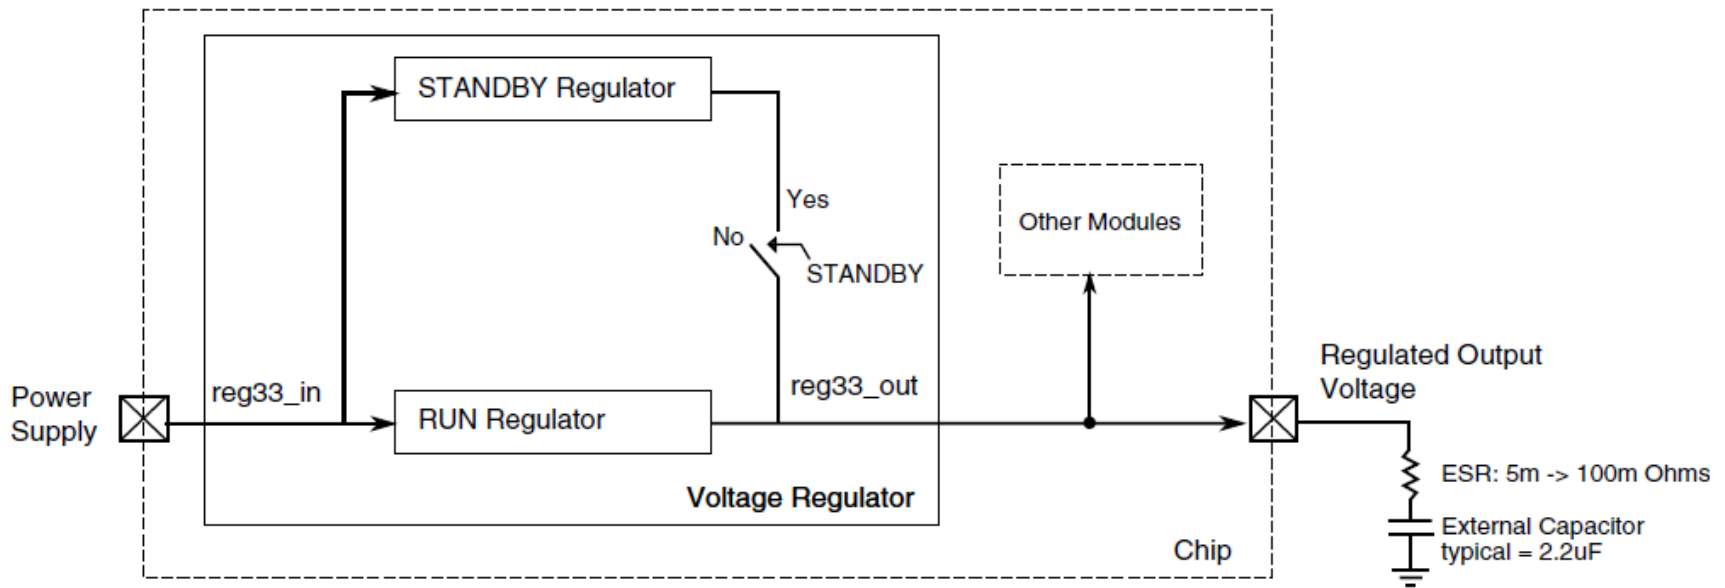 STANDBY Regulator
Yes
No
STANDBY
Other Modules
Power
Supply
reg33_in
RUN Regulator
reg33_out
Voltage Regulator
Chip
Regulated Output
Voltage
ESR: 5m -> 100m Ohms
External Capacitor
typical = 2.2uF